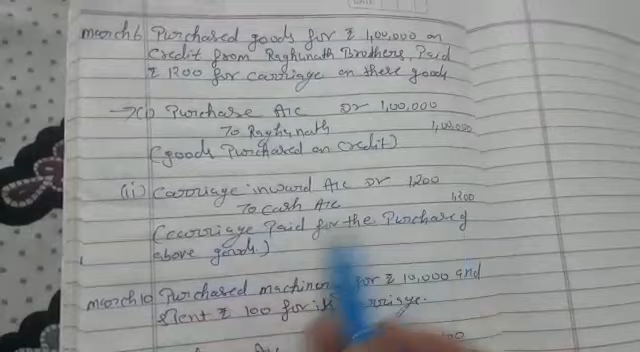 March 6 Purchased goods for ₹ 1,00,000 on
credit from Raghunath Brothers, Paid
₹ 1200 for carriage on these goods
→ (i) Purchase A/c Dr 1,00,000
To Raghunath 1,00,000
(goods Purchased on credit)
(ii) Carriage inward A/c Dr 1200
To Cash A/c 1200
(carriage Paid for the Purchase of
above goods.)
March 10 Purchased machinery for ₹ 10,000 and
spent ₹ 100 for its carriage.